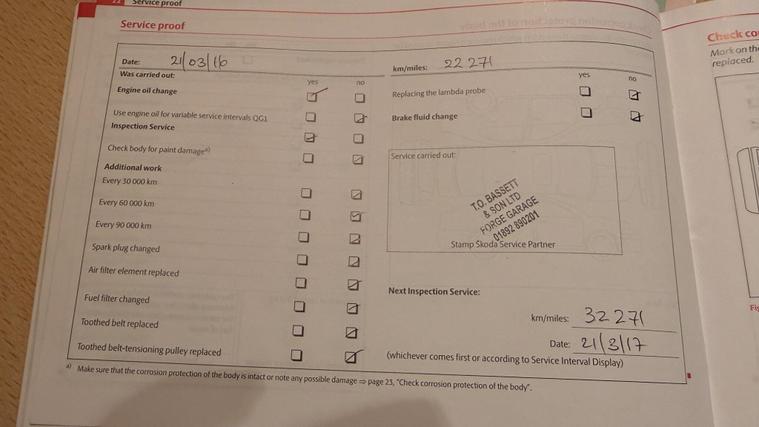 22 Service proof
Service proof
Date: 21/03/16
km/miles: 22 271
Was carried out:
yes no
yes no
Engine oil change
Replacing the lambda probe
Use engine oil for variable service intervals QG1
Brake fluid change
Inspection Service
Check body for paint damage a)
Service carried out:
Additional work
Every 30 000 km
Every 60 000 km
Every 90 000 km
T.O. BASSETT
& SON LTD
FORGE GARAGE
01892 890201
Stamp Skoda Service Partner
Spark plug changed
Air filter element replaced
Next Inspection Service:
Fuel filter changed
km/miles: 32 271
Toothed belt replaced
Date: 21/3/17
Toothed belt-tensioning pulley replaced
(whichever comes first or according to Service Interval Display)
a) Make sure that the corrosion protection of the body is intact or note any possible damage ⇒ page 23, "Check corrosion protection of the body".
Check co
Mark on the
replaced.